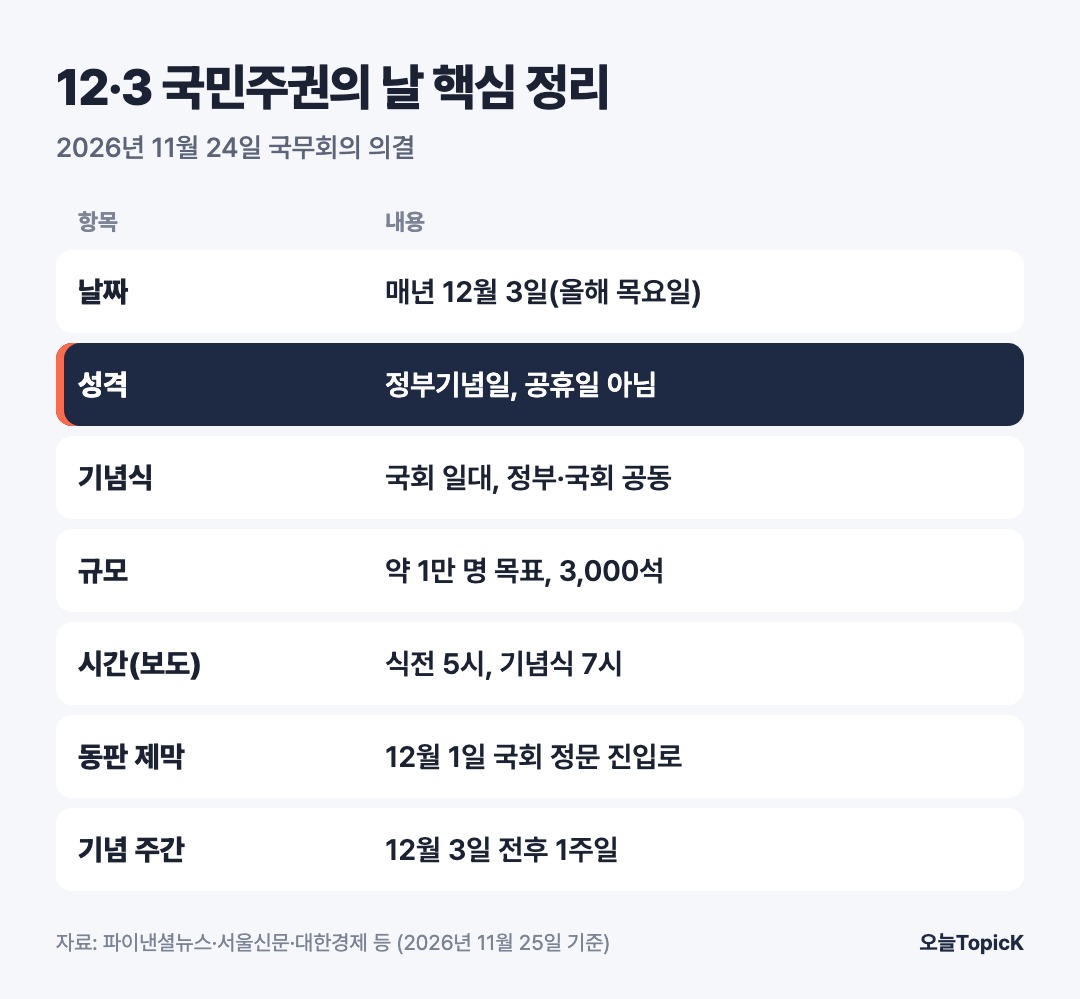 12·3 국민주권의 날 핵심 정리
2026년 11월 24일 국무회의 의결
항목 내용
날짜 매년 12월 3일(올해 목요일)
성격 정부기념일, 공휴일 아님
기념식 국회 일대, 정부·국회 공동
규모 약 1만 명 목표, 3,000석
시간(보도) 식전 5시, 기념식 7시
동판 제막 12월 1일 국회 정문 진입로
기념 주간 12월 3일 전후 1주일
자료: 파이낸셜뉴스·서울신문·대한경제 등 (2026년 11월 25일 기준) 오늘TopicK